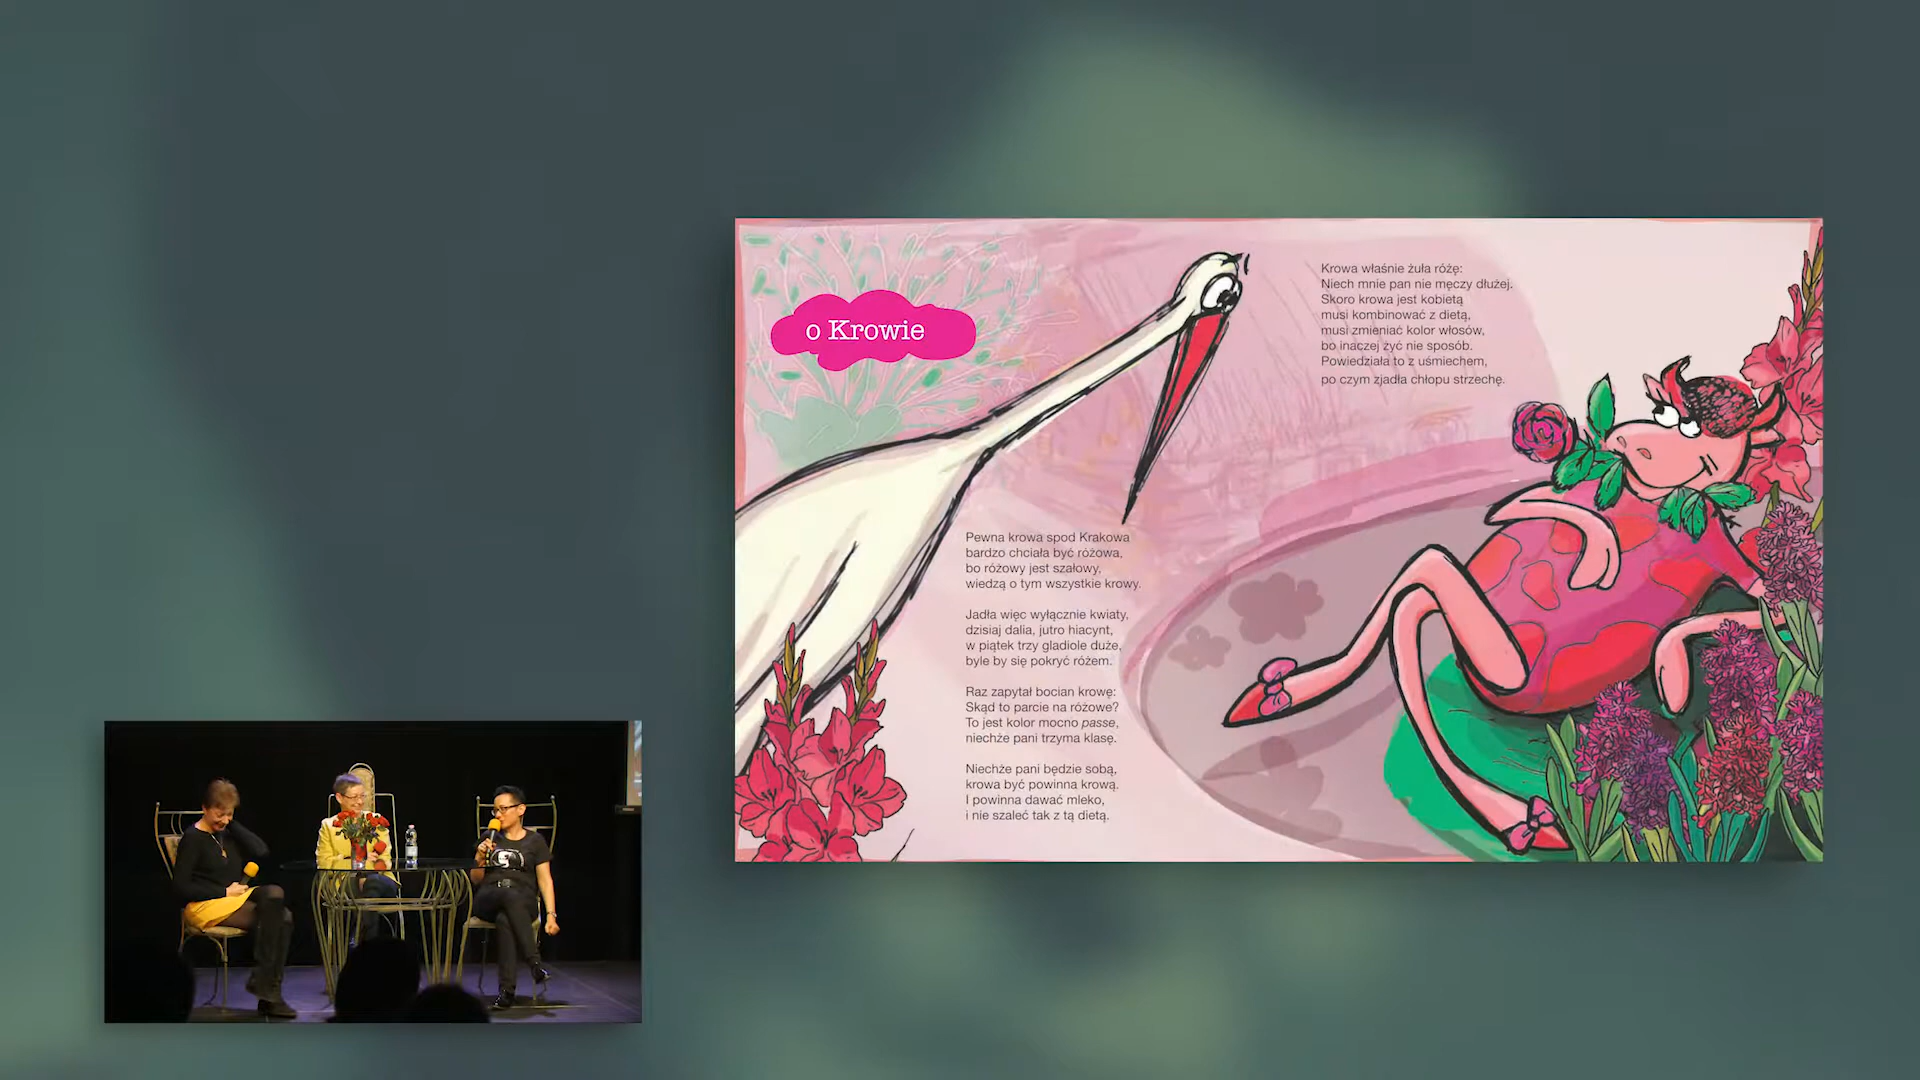 o Krowie
Pewna krowa spod Krakowa
bardzo chciała być różowa,
bo różowy jest szałowy,
wiedzą o tym wszystkie krowy.
Jadła więc wyłącznie kwiaty,
dzisiaj dalia, jutro hiacynt,
w piątek trzy gladiole duże,
byle by się pokryć różem.
Raz zapytał bocian krowę:
Skąd to parcie na różowe?
To jest kolor mocno passe,
niechże pani trzyma klasę.
Niechże pani będzie sobą,
krowa być powinna krową.
I powinna dawać mleko,
i nie szaleć tak z tą dietą.
Krowa właśnie żuła różę:
Niech mnie pan nie męczy dłużej.
Skoro krowa jest kobietą
musi kombinować z dietą,
musi zmieniać kolor włosów,
bo inaczej żyć nie sposób.
Powiedziała to z uśmiechem,
po czym zjadła chłopu strzechę.